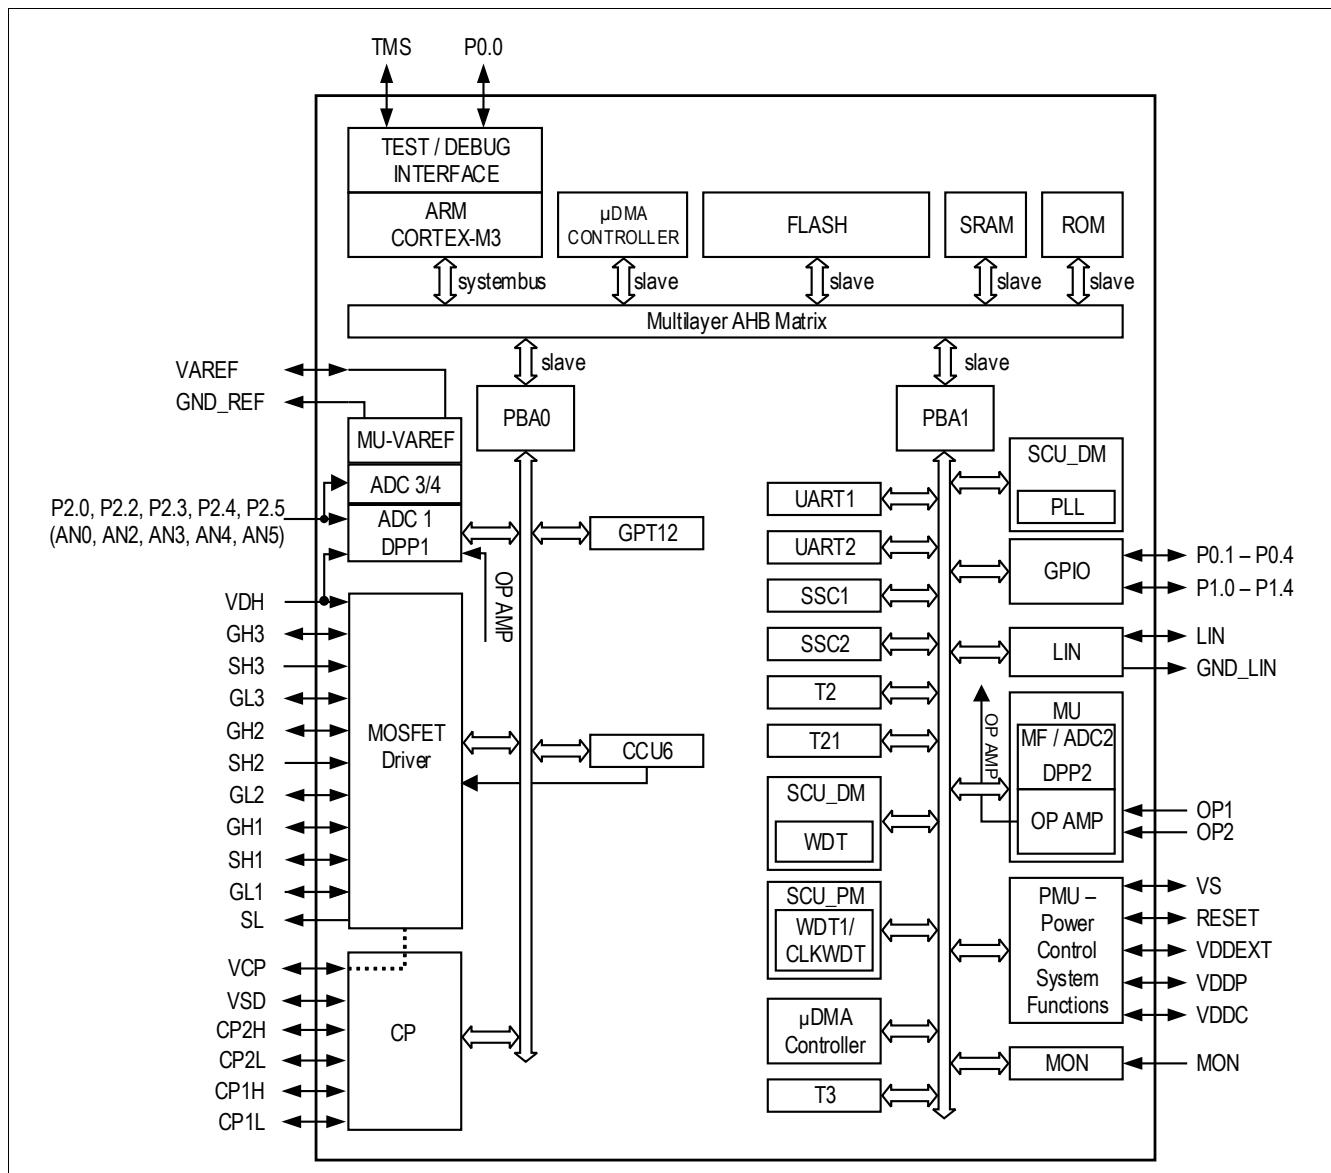 TMS
P0.0
TEST / DEBUG
INTERFACE
ARM
CORTEX-M3
µDMA
CONTROLLER
FLASH
SRAM
ROM
systembus
slave
slave
slave
slave
Multilayer AHB Matrix
slave
slave
VAREF
GND_REF
PBA0
PBA1
MU-VAREF
ADC 3/4
ADC 1
DPP1
P2.0, P2.2, P2.3, P2.4, P2.5
(AN0, AN2, AN3, AN4, AN5)
GPT12
OP AMP
VDH
GH3
SH3
GL3
GH2
SH2
GL2
GH1
SH1
GL1
SL
MOSFET
Driver
CCU6
VCP
VSD
CP2H
CP2L
CP1H
CP1L
CP
UART1
UART2
SSC1
SSC2
T2
T21
SCU_DM
WDT
SCU_PM
WDT1/
CLKWDT
µDMA
Controller
T3
SCU_DM
PLL
GPIO
P0.1 – P0.4
P1.0 – P1.4
LIN
LIN
GND_LIN
OP AMP
MU
MF / ADC2
DPP2
OP AMP
OP1
OP2
PMU –
Power
Control
System
Functions
VS
RESET
VDDEXT
VDDP
VDDC
MON
MON